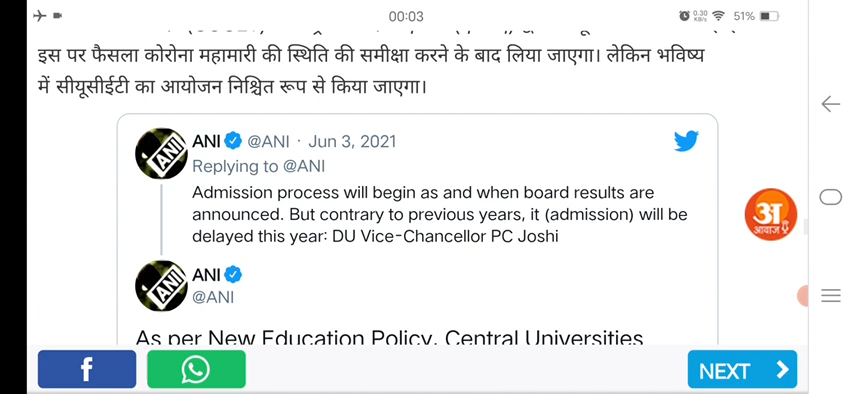 00:03
0.30
KB/s
51%
इस पर फैसला कोरोना महामारी की स्थिति की समीक्षा करने के बाद लिया जाएगा। लेकिन भविष्य
में सीयूसीईटी का आयोजन निश्चित रूप से किया जाएगा।
ANI @ANI · Jun 3, 2021
Replying to @ANI
Admission process will begin as and when board results are
announced. But contrary to previous years, it (admission) will be
delayed this year: DU Vice-Chancellor PC Joshi
ANI
@ANI
As per New Education Policy, Central Universities
अ
आवाज
NEXT